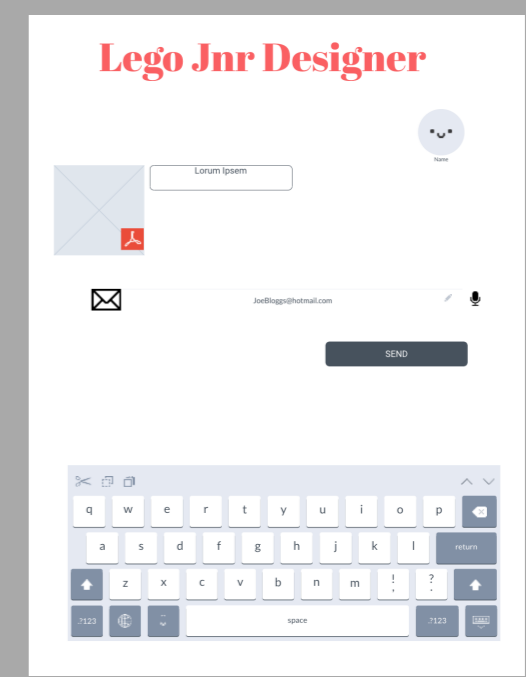 Lego Jnr Designer
Name
Lorum Ipsem
JoeBloggs@hotmail.com
SEND
q w e r t y u i o p
a s d f g h j k l return
z x c v b n m ! , ? .
.?123 space .?123